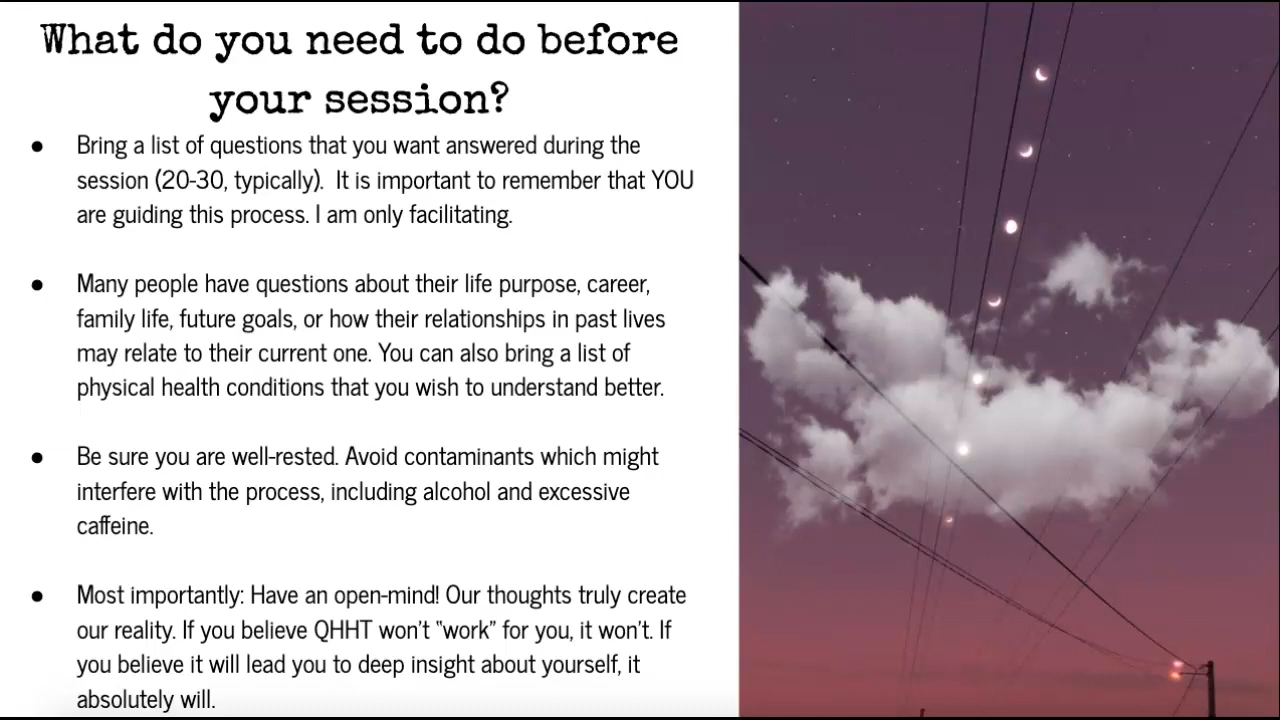 What do you need to do before
your session?
● Bring a list of questions that you want answered during the
session (20-30, typically).  It is important to remember that YOU
are guiding this process. I am only facilitating.
● Many people have questions about their life purpose, career,
family life, future goals, or how their relationships in past lives
may relate to their current one. You can also bring a list of
physical health conditions that you wish to understand better.
● Be sure you are well-rested. Avoid contaminants which might
interfere with the process, including alcohol and excessive
caffeine.
● Most importantly: Have an open-mind! Our thoughts truly create
our reality. If you believe QHHT won't "work" for you, it won't. If
you believe it will lead you to deep insight about yourself, it
absolutely will.